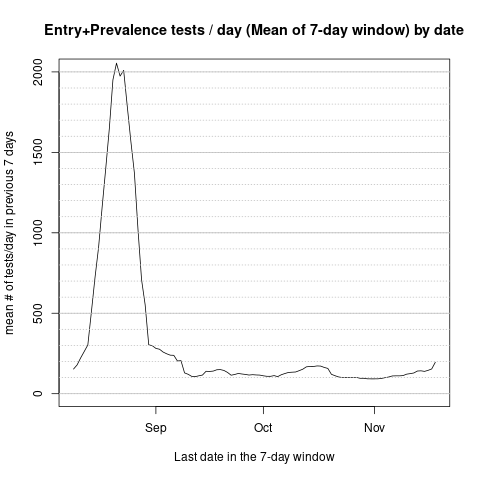 Entry+Prevalence tests / day (Mean of 7-day window) by date
mean # of tests/day in previous 7 days
2000
1500
1000
500
0
Sep Oct Nov
Last date in the 7-day window